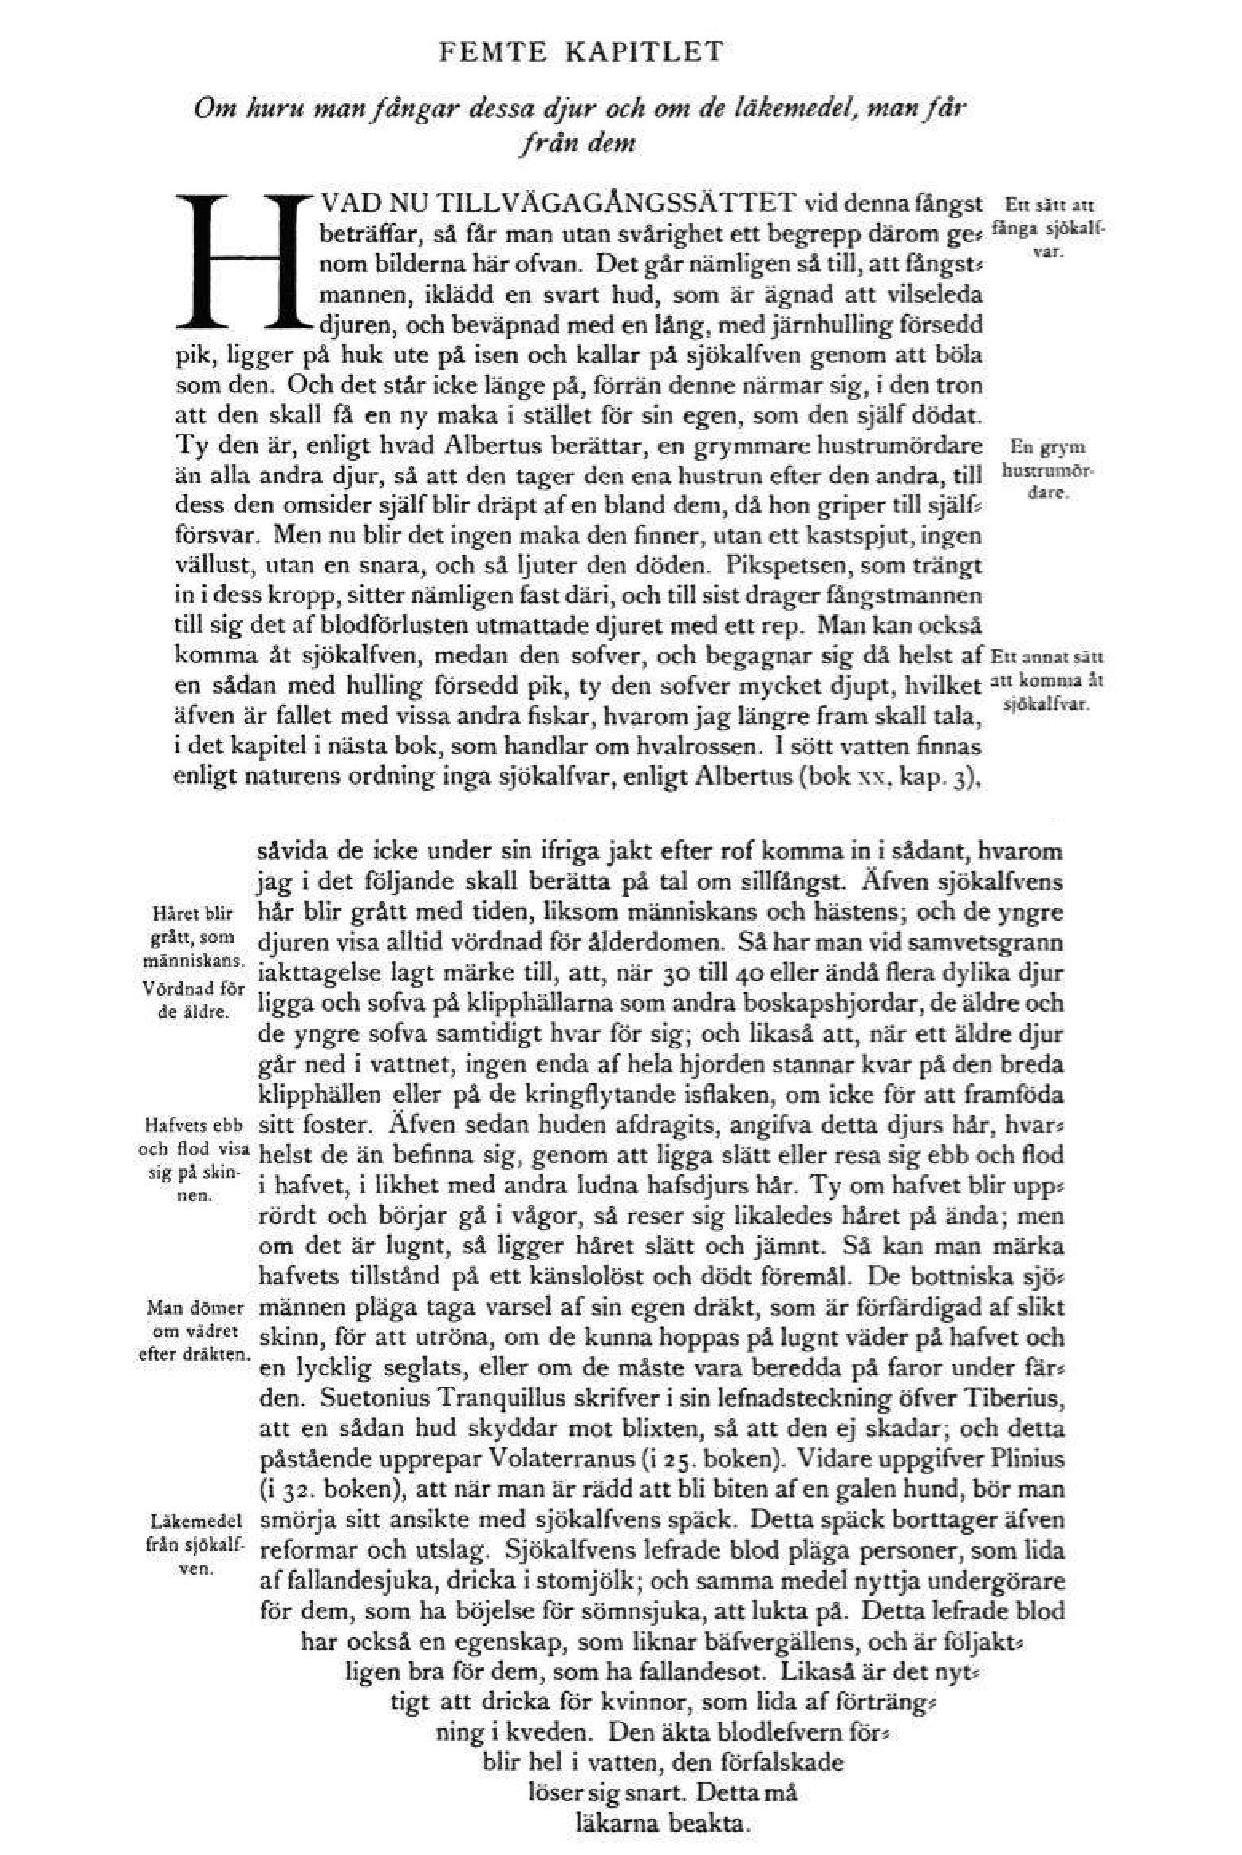 FEMTE KAPITLET
Om huru man fångar dessa djur och om de läkemedel, man får
från dem
HVAD NU TILLVÄGAGÅNGSSÄTTET vid denna fångst
beträffar, så får man utan svårighet ett begrepp därom ge⸗
nom bilderna här ofvan. Det går nämligen så till, att fångst⸗
mannen, iklädd en svart hud, som är ägnad att vilseleda
djuren, och beväpnad med en lång, med järnhulling försedd
pik, ligger på huk ute på isen och kallar på sjökalfven genom att böla
som den. Och det står icke länge på, förrän denne närmar sig, i den tron
att den skall få en ny maka i stället för sin egen, som den själf dödat.
Ty den är, enligt hvad Albertus berättar, en grymmare hustrumördare
än alla andra djur, så att den tager den ena hustrun efter den andra, till
dess den omsider själf blir dräpt af en bland dem, då hon griper till själfs⸗
försvar. Men nu blir det ingen maka den finner, utan ett kastspjut, ingen
vällust, utan en snara, och så ljuter den döden. Pikspetsen, som trängt
in i dess kropp, sitter nämligen fast däri, och till sist drager fångstmannen
till sig det af blodförlusten utmattade djuret med ett rep. Man kan också
komma åt sjökalfven, medan den sofver, och begagnar sig då helst af
en sådan med hulling försedd pik, ty den sofver mycket djupt, hvilket
äfven är fallet med vissa andra fiskar, hvarom jag längre fram skall tala,
i det kapitel i nästa bok, som handlar om hvalrossen. I sött vatten finnas
enligt naturens ordning inga sjökalfvar, enligt Albertus (bok xx, kap. 3),
Ett sätt att
fånga sjökalf-
var.
En grym
hustrumör-
dare.
Ett annat sätt
att komma åt
sjökalfvar.
såvida de icke under sin ifriga jakt efter rof komma in i sådant, hvarom
jag i det följande skall berätta på tal om sillfångst. Äfven sjökalfvens
hår blir grått med tiden, liksom människans och hästens; och de yngre
djuren visa alltid vördnad för ålderdomen. Så har man vid samvetsgrann
iakttagelse lagt märke till, att, när 30 till 40 eller ändå flera dylika djur
ligga och sofva på klipphällarna som andra boskapshjordar, de äldre och
de yngre sofva samtidigt hvar för sig; och likaså att, när ett äldre djur
går ned i vattnet, ingen enda af hela hjorden stannar kvar på den breda
klipphällen eller på de kringflytande isflaken, om icke för att framföda
sitt foster. Äfven sedan huden afdragits, angifva detta djurs hår, hvar⸗
helst de än befinna sig, genom att ligga slätt eller resa sig ebb och flod
i hafvet, i likhet med andra ludna hafsdjurs hår. Ty om hafvet blir upp⸗
rördt och börjar gå i vågor, så reser sig likaledes håret på ända; men
om det är lugnt, så ligger håret slätt och jämnt. Så kan man märka
hafvets tillstånd på ett känslolöst och dödt föremål. De bottniska sjö⸗
männen pläga taga varsel af sin egen dräkt, som är förfärdigad af slikt
skinn, för att utröna, om de kunna hoppas på lugnt väder på hafvet och
en lycklig seglats, eller om de måste vara beredda på faror under fär⸗
den. Suetonius Tranquillus skrifver i sin lefnadsteckning öfver Tiberius,
att en sådan hud skyddar mot blixten, så att den ej skadar; och detta
påstående upprepar Volaterranus (i 25. boken). Vidare uppgifver Plinius
(i 32. boken), att när man är rädd att bli biten af en galen hund, bör man
smörja sitt ansikte med sjökalfvens späck. Detta späck borttager äfven
reformar och utslag. Sjökalfvens lefrade blod pläga personer, som lida
af fallandesjuka, dricka i stomjölk; och samma medel nyttja undergörare
för dem, som ha böjelse för sömnsjuka, att lukta på. Detta lefrade blod
har också en egenskap, som liknar bäfvergällens, och är följakt⸗
ligen bra för dem, som ha fallandesot. Likaså är det nyt⸗
tigt att dricka för kvinnor, som lida af förträng⸗
ning i kveden. Den äkta blodlefvern för⸗
blir hel i vatten, den förfalskade
löser sig snart. Detta må
läkarna beakta.
Håret blir
grått, som
människans.
Vördnad för
de äldre.
Hafvets ebb
och flod visa
sig på skin-
nen.
Man dömer
om vädret
efter dräkten.
Läkemedel
från sjökalf-
ven.